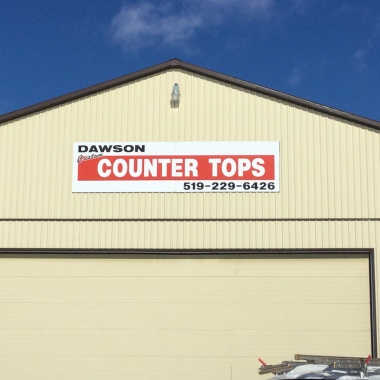 DAWSON
Custom COUNTER TOPS
519-229-6426